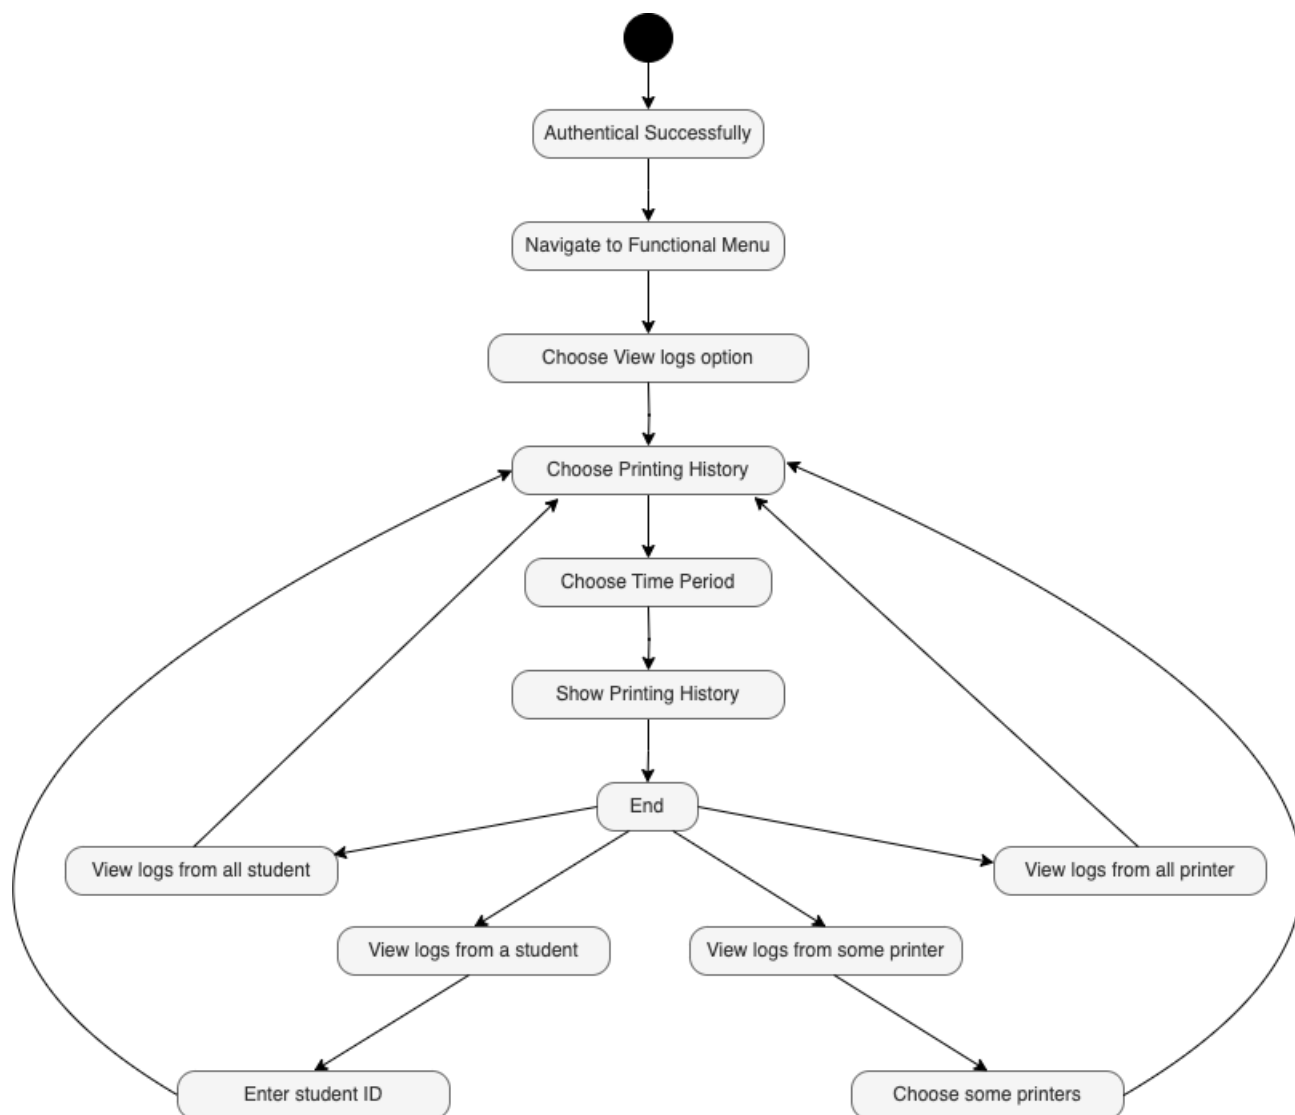 Authentical Successfully
Navigate to Functional Menu
Choose View logs option
Choose Printing History
Choose Time Period
Show Printing History
End
View logs from all student
View logs from all printer
View logs from a student
View logs from some printer
Enter student ID
Choose some printers